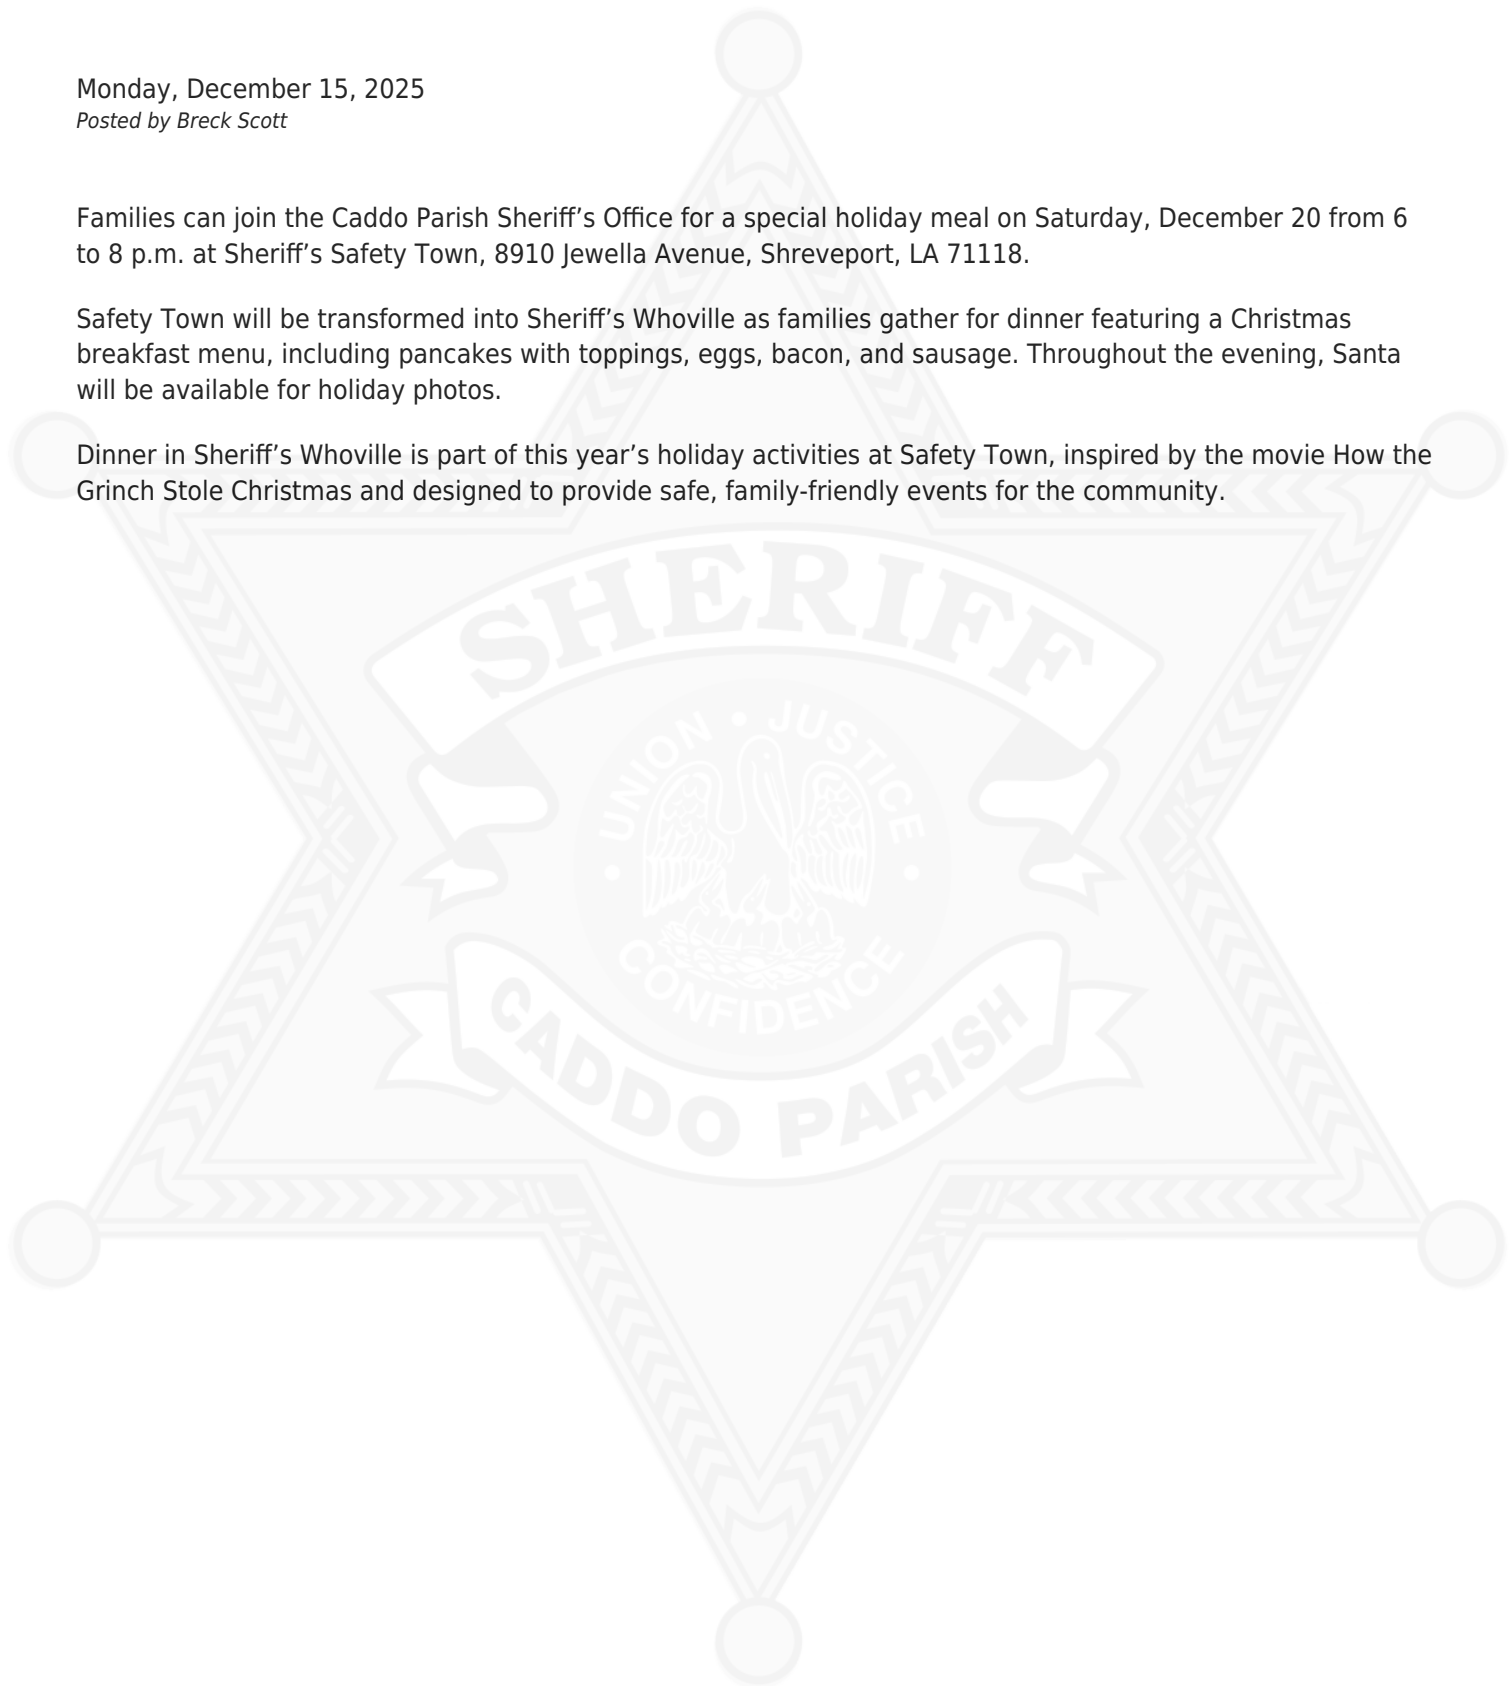 Monday, December 15, 2025
Posted by Breck Scott
Families can join the Caddo Parish Sheriff’s Office for a special holiday meal on Saturday, December 20 from 6
to 8 p.m. at Sheriff’s Safety Town, 8910 Jewella Avenue, Shreveport, LA 71118.
Safety Town will be transformed into Sheriff’s Whoville as families gather for dinner featuring a Christmas
breakfast menu, including pancakes with toppings, eggs, bacon, and sausage. Throughout the evening, Santa
will be available for holiday photos.
Dinner in Sheriff’s Whoville is part of this year’s holiday activities at Safety Town, inspired by the movie How the
Grinch Stole Christmas and designed to provide safe, family-friendly events for the community.
SHERIFF
UNION • JUSTICE
• CONFIDENCE •
CADDO PARISH